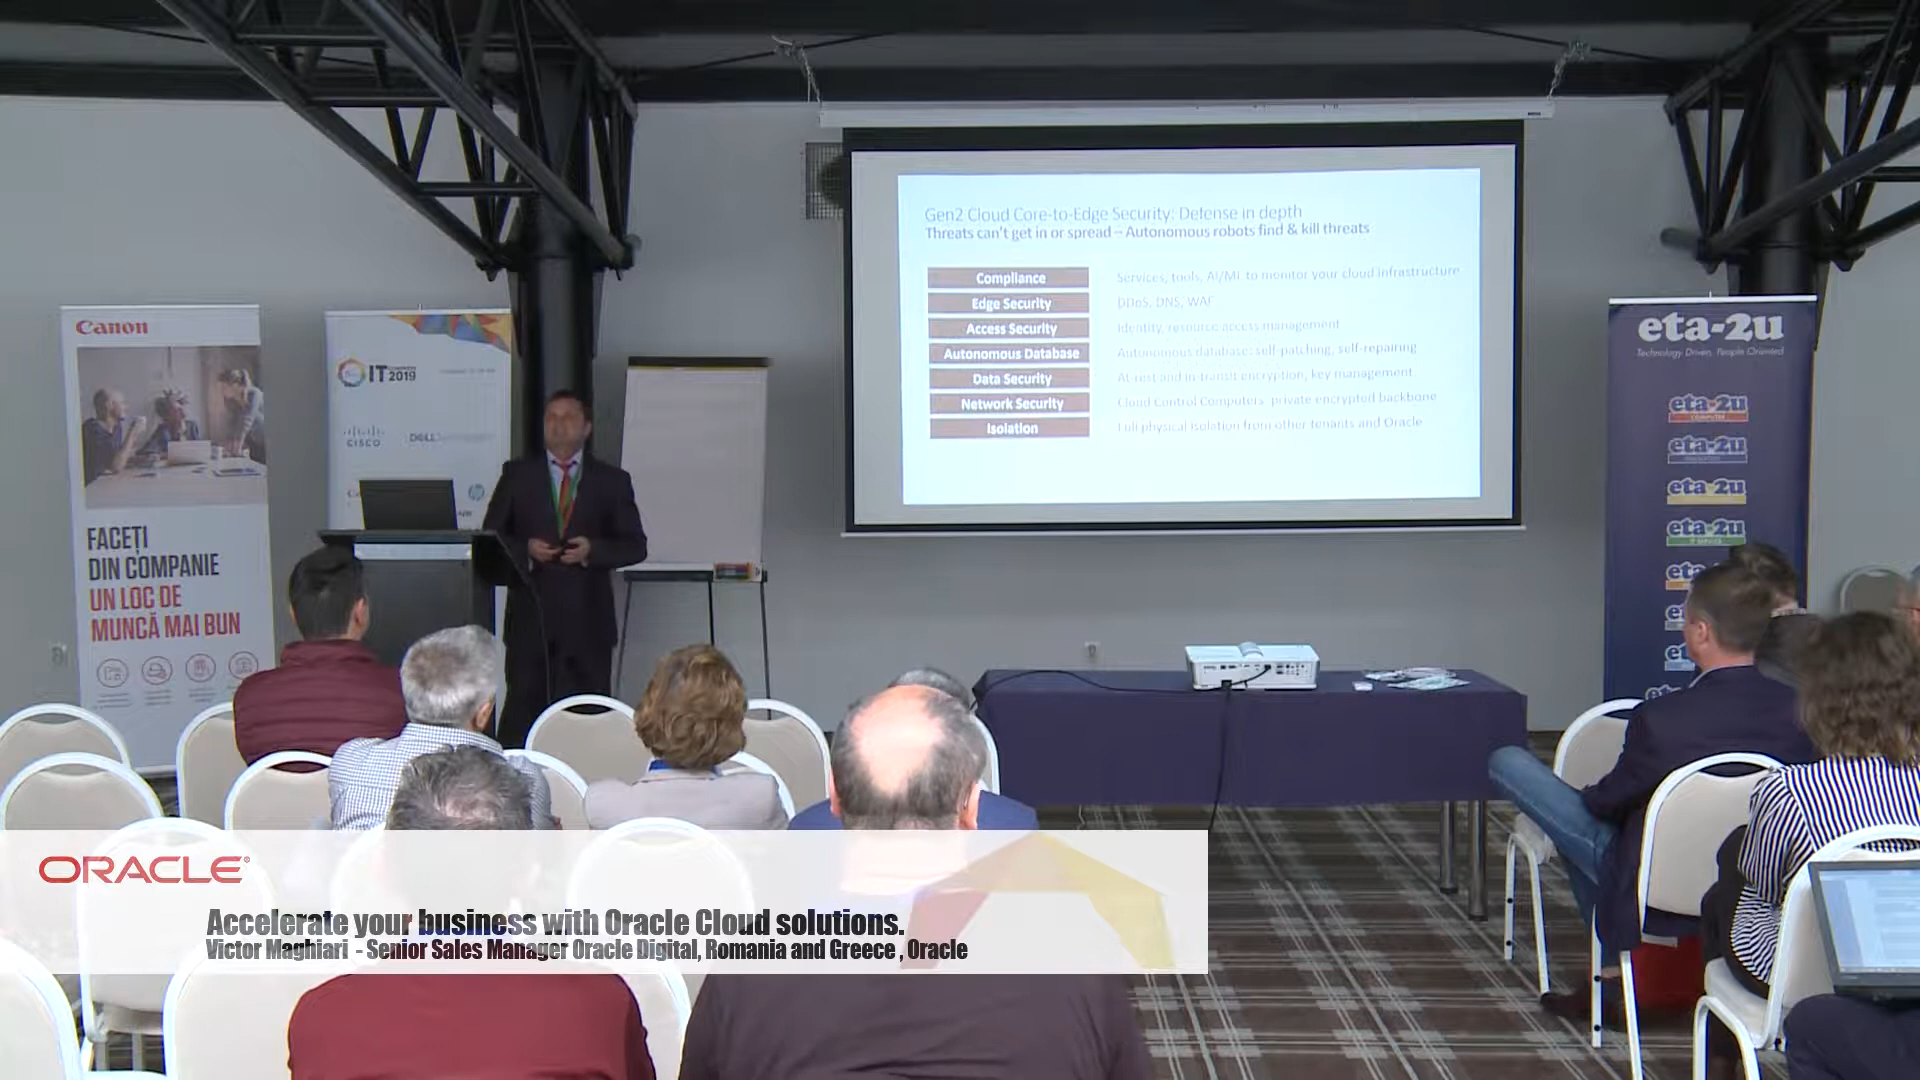 Gen2 Cloud Core-to-Edge Security: Defense in depth
Threats can't get in or spread – Autonomous robots find & kill threats
Compliance Services, tools, AI/ML to monitor your cloud infrastructure
Edge Security DDoS, DNS, WAF
Access Security Identity, resource access management
Autonomous Database Autonomous database: self-patching, self-repairing
Data Security At-rest and in-transit encryption, key management
Network Security Cloud Control Computers private encrypted backbone
Isolation Full physical isolation from other tenants and Oracle
Canon
FACEȚI
DIN COMPANIE
UN LOC DE
MUNCĂ MAI BUN
IT
2019
CISCO
DELL
hp
eta-2u
Technology Driven, People Oriented
eta-2u
COMPUTER
eta-2u
eta-2u
eta-2u
ORACLE®
Accelerate your business with Oracle Cloud solutions.
Victor Maghiari - Senior Sales Manager Oracle Digital, Romania and Greece , Oracle